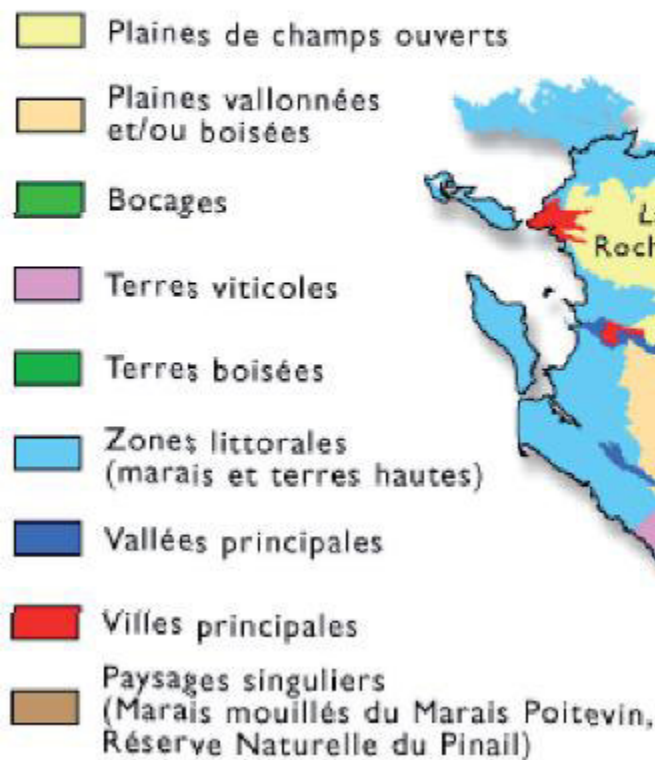 Plaines de champs ouverts
Plaines vallonnées
et/ou boisées
Bocages
Terres viticoles
Terres boisées
Zones littorales
(marais et terres hautes)
Vallées principales
Villes principales
Paysages singuliers
(Marais mouillés du Marais Poitevin,
Réserve Naturelle du Pinail)
Roch